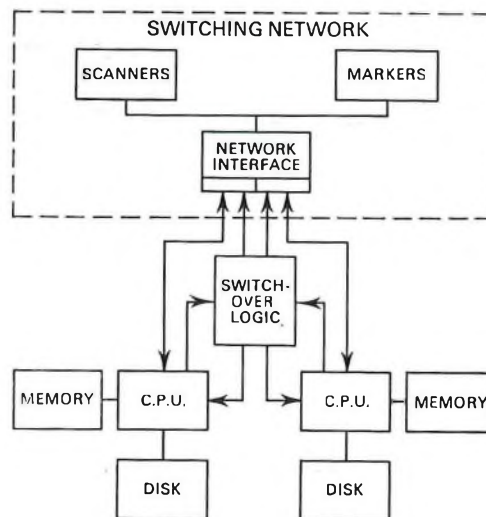 SWITCHING NETWORK
SCANNERS
MARKERS
NETWORK
INTERFACE
SWITCH-
OVER
LOGIC
MEMORY
C.P.U.
C.P.U.
MEMORY
DISK
DISK